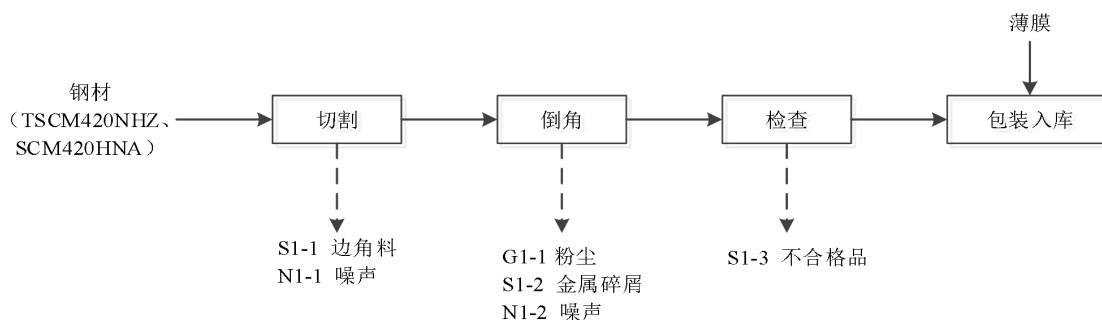 薄膜
钢材
（TSCM420NHZ、
SCM420HNA）
切割
倒角
检查
包装入库
S1-1 边角料
N1-1 噪声
G1-1 粉尘
S1-2 金属碎屑
N1-2 噪声
S1-3 不合格品